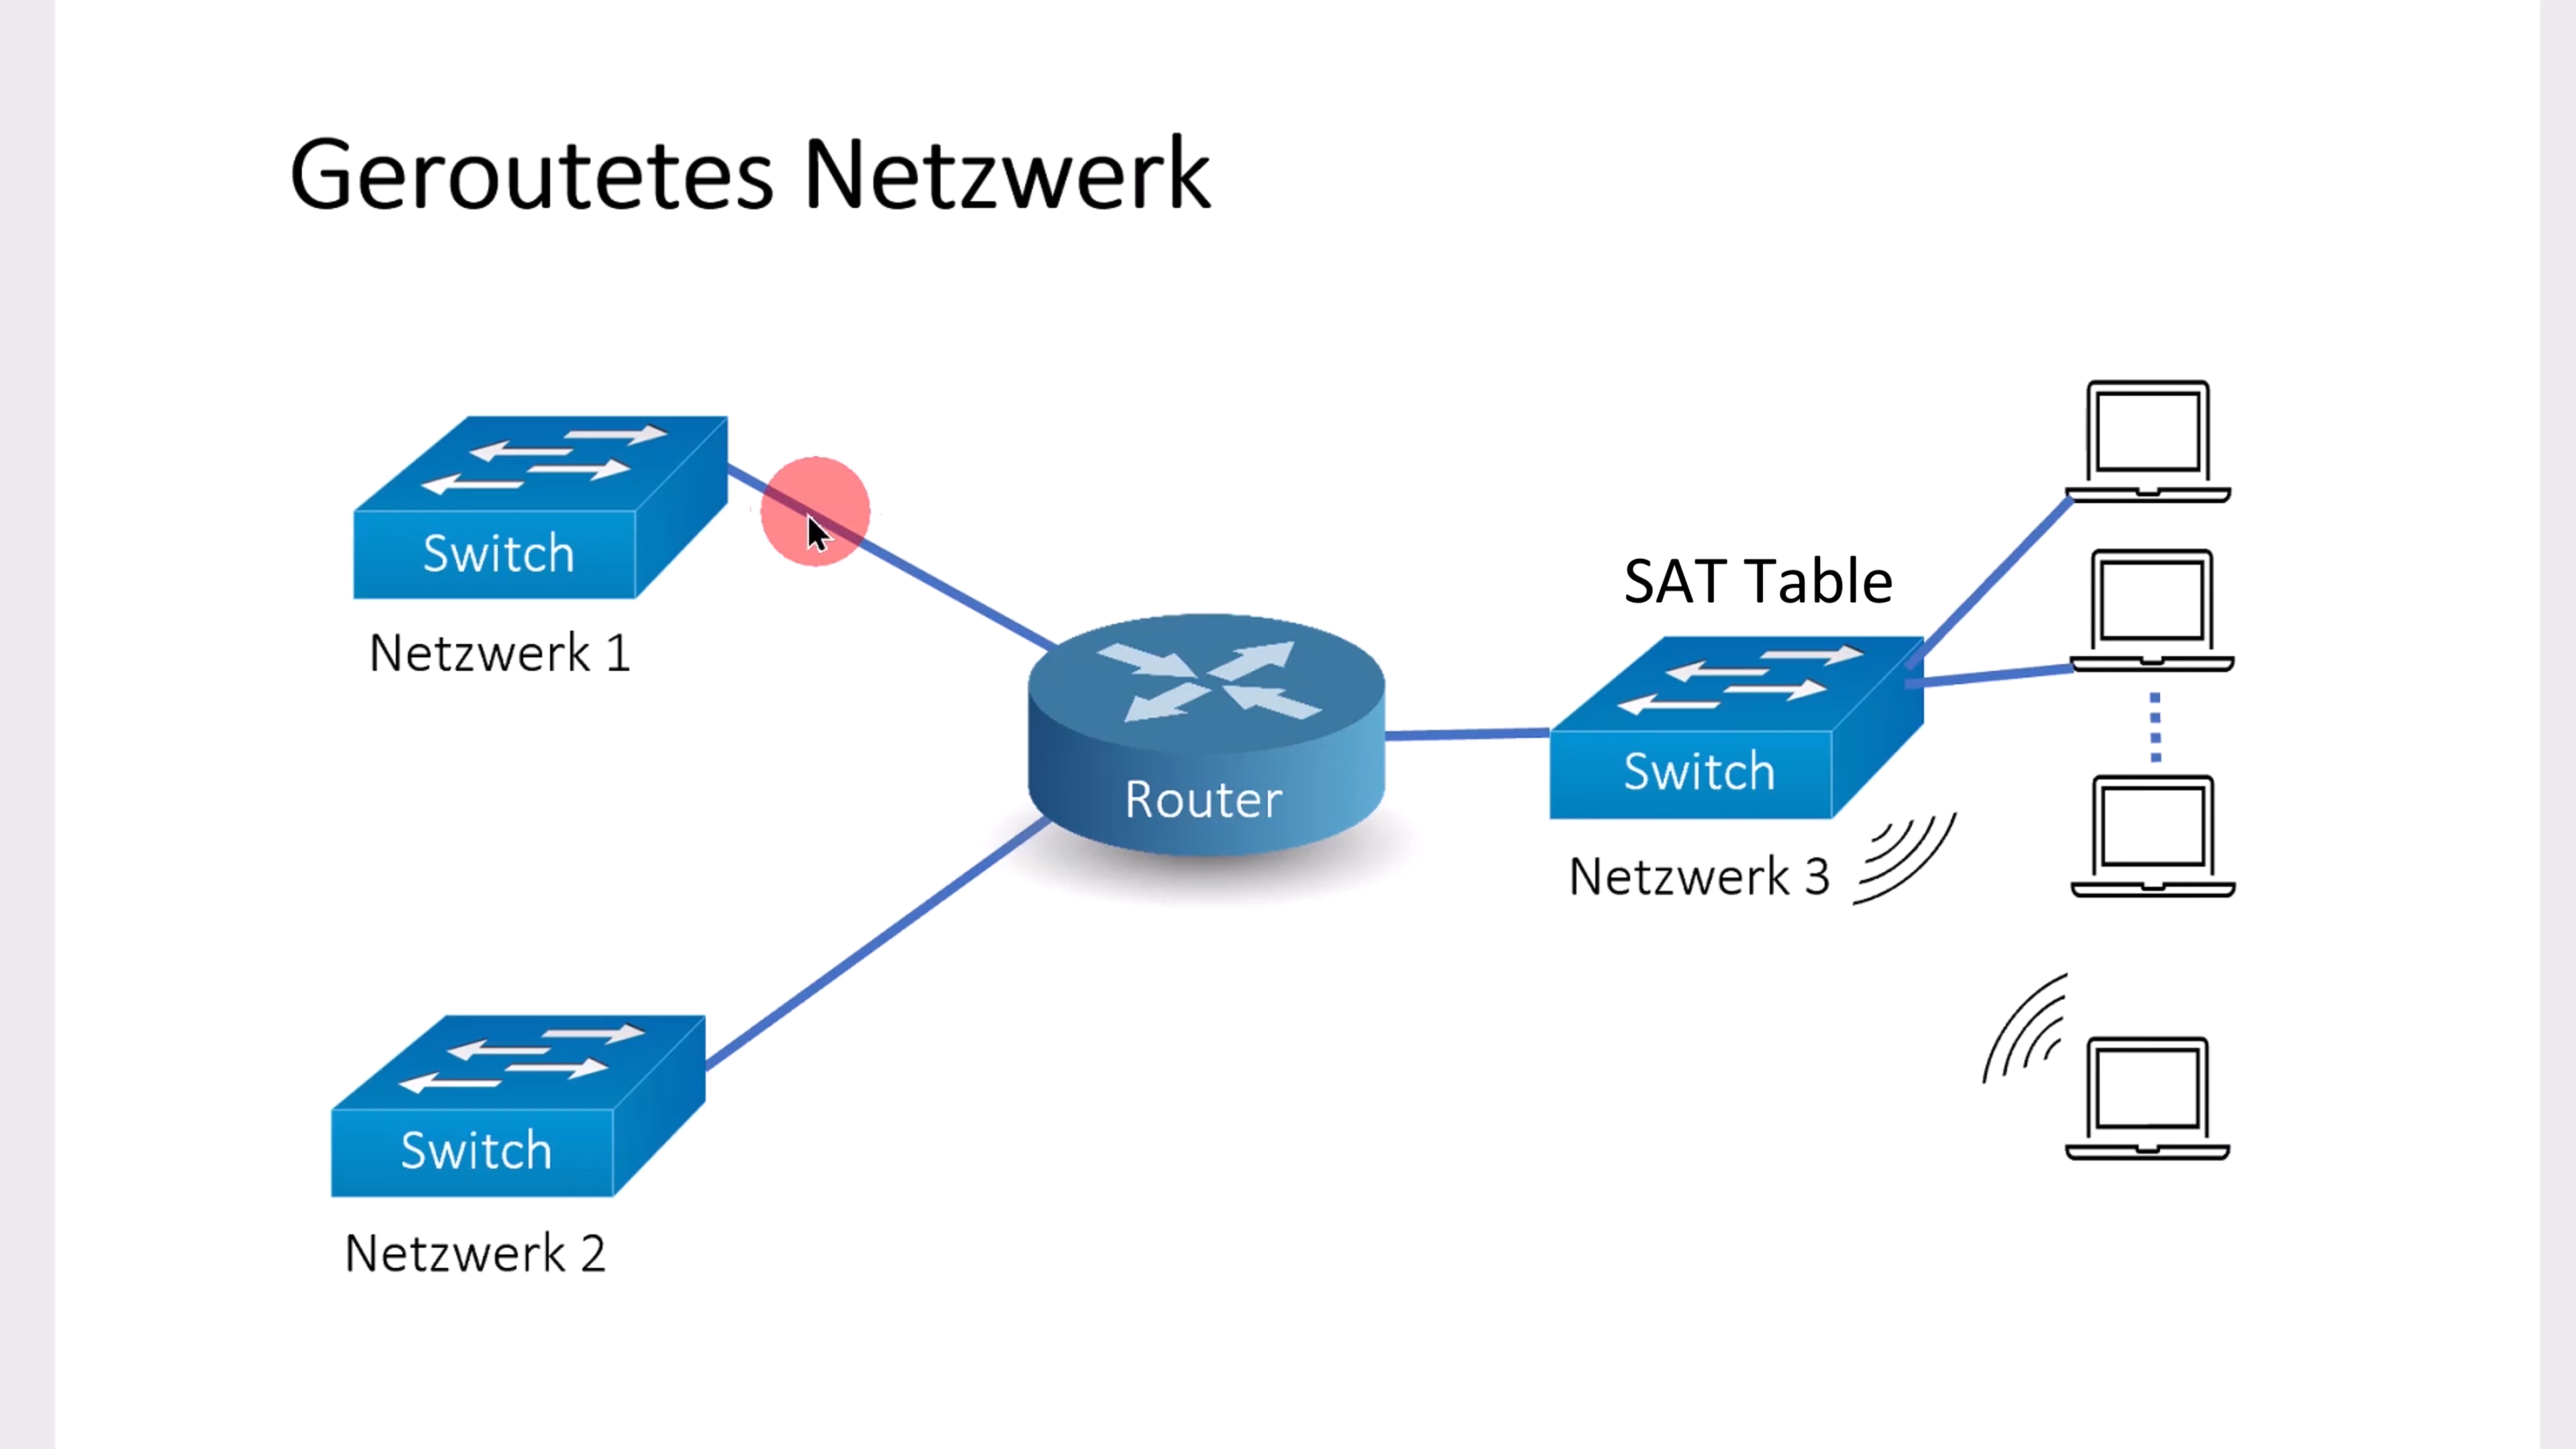 Geroutetes Netzwerk
Switch
Netzwerk 1
SAT Table
Router
Switch
Netzwerk 3
Switch
Netzwerk 2